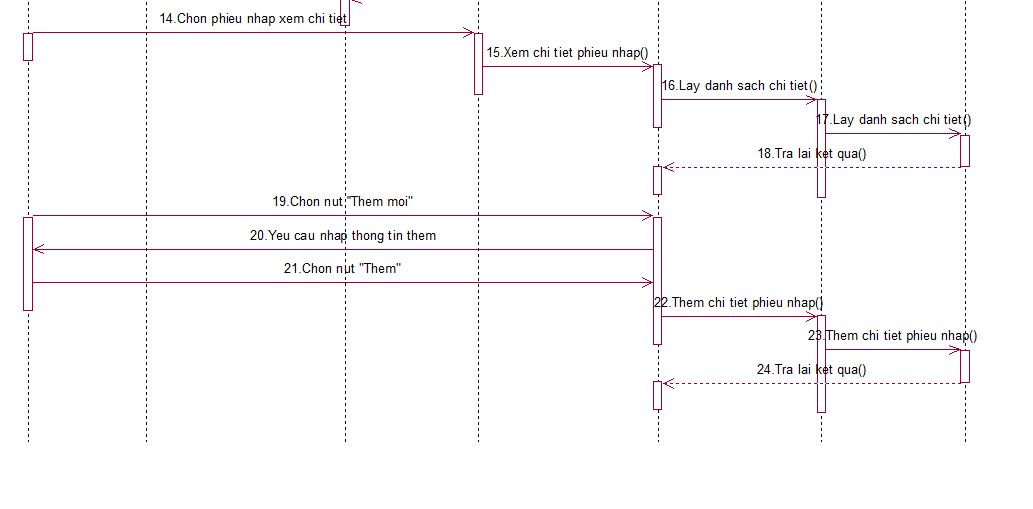 14.Chon phieu nhap xem chi tiet
15.Xem chi tiet phieu nhap()
16.Lay danh sach chi tiet()
17.Lay danh sach chi tiet()
18.Tra lai ket qua()
19.Chon nut "Them moi"
20.Yeu cau nhap thong tin them
21.Chon nut "Them"
22.Them chi tiet phieu nhap()
23.Them chi tiet phieu nhap()
24.Tra lai ket qua()